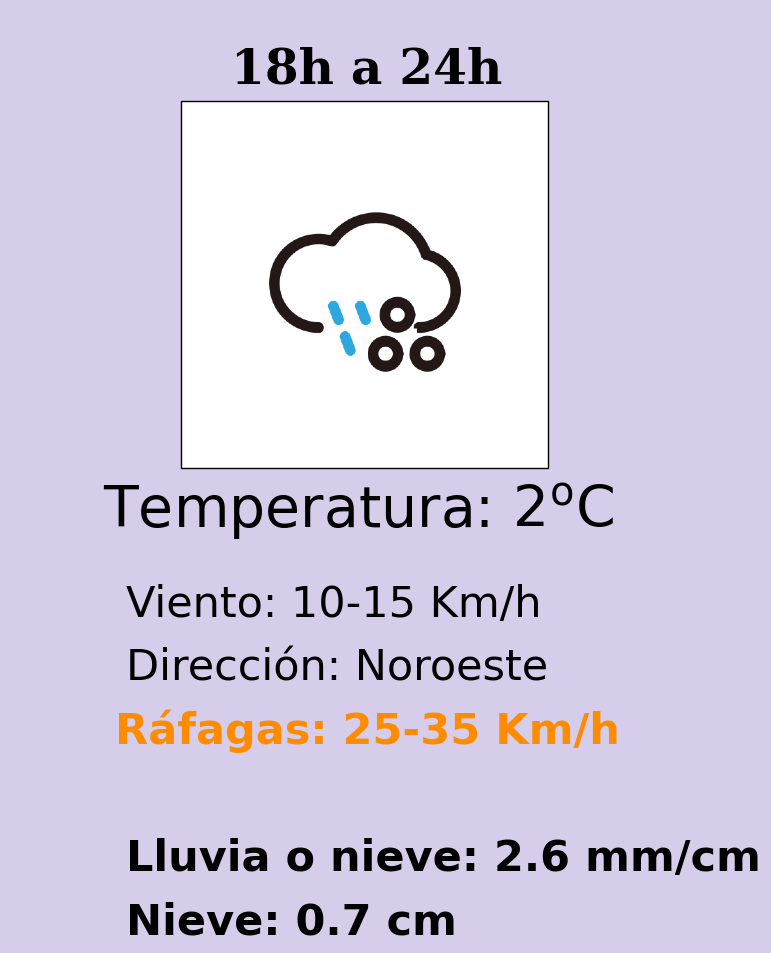 18h a 24h
Temperatura: 2ºC
Viento: 10-15 Km/h
Dirección: Noroeste
Ráfagas: 25-35 Km/h
Lluvia o nieve: 2.6 mm/cm
Nieve: 0.7 cm